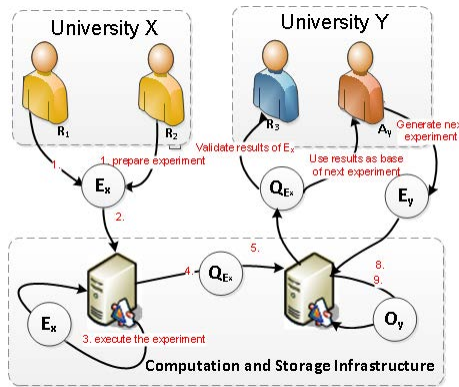 University X
University Y
R1
R2
R3
Ay
1.
1. prepare experiment
Validate results of Ex
Generate nex
experiment
Use results as base
of next experiment
Ex
QEx
Ey
2.
5.
4.
QEx
8.
9.
Ex
Oy
3. execute the experiment
Computation and Storage Infrastructure